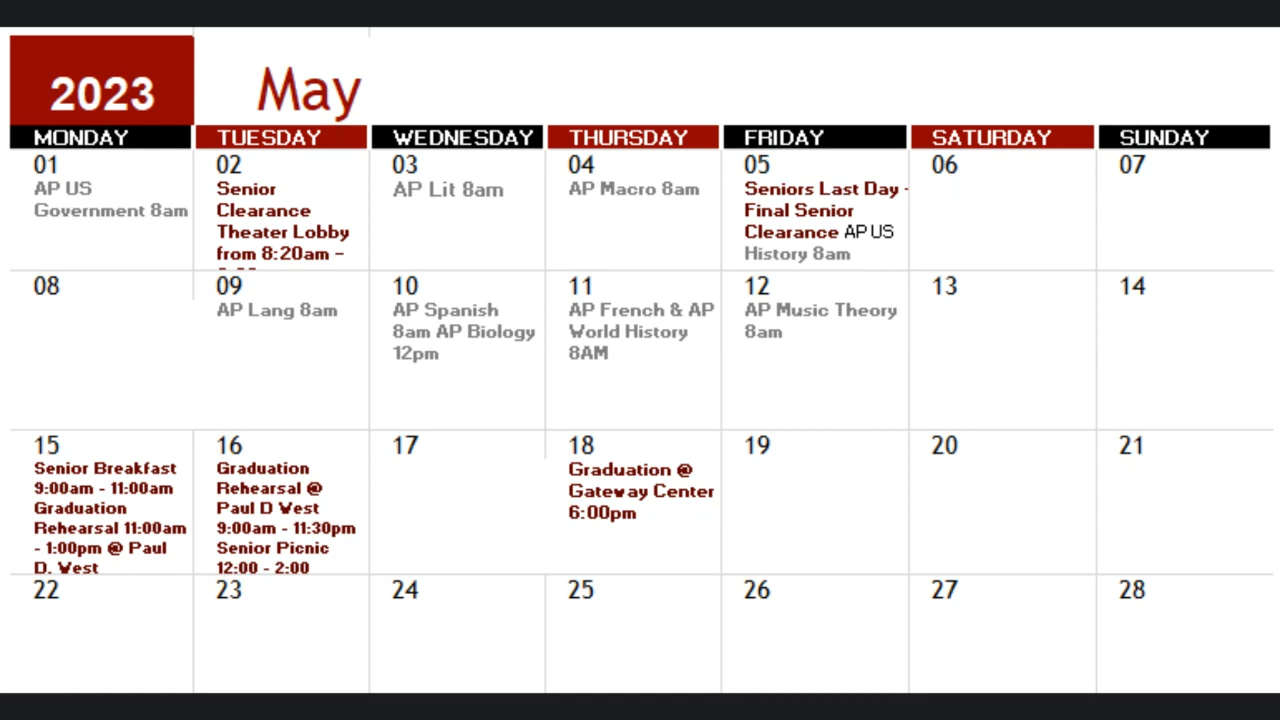 2023
May
MONDAY TUESDAY WEDNESDAY THURSDAY FRIDAY SATURDAY SUNDAY
01
AP US
Government 8am
02
Senior
Clearance
Theater Lobby
from 8:20am -
03
AP Lit 8am
04
AP Macro 8am
05
Seniors Last Day -
Final Senior
Clearance AP US
History 8am
06
07
08
09
AP Lang 8am
10
AP Spanish
8am AP Biology
12pm
11
AP French & AP
World History
8AM
12
AP Music Theory
8am
13
14
15
Senior Breakfast
9:00am - 11:00am
Graduation
Rehearsal 11:00am
- 1:00pm @ Paul
D. West
16
Graduation
Rehearsal @
Paul D West
9:00am - 11:30pm
Senior Picnic
12:00 - 2:00
17
18
Graduation @
Gateway Center
6:00pm
19
20
21
22
23
24
25
26
27
28